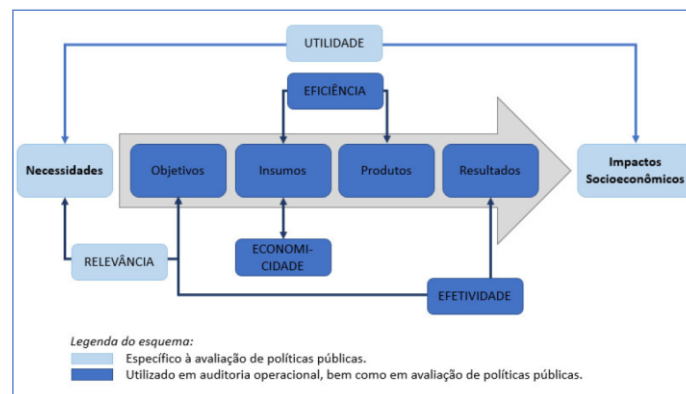 UTILIDADE
EFICIÊNCIA
Necessidades
Objetivos
Insumos
Produtos
Resultados
Impactos
Socioeconômicos
RELEVÂNCIA
ECONOMI-
CIDADE
EFETIVIDADE
Legenda do esquema:
Específico à avaliação de políticas públicas.
Utilizado em auditoria operacional, bem como em avaliação de políticas públicas.